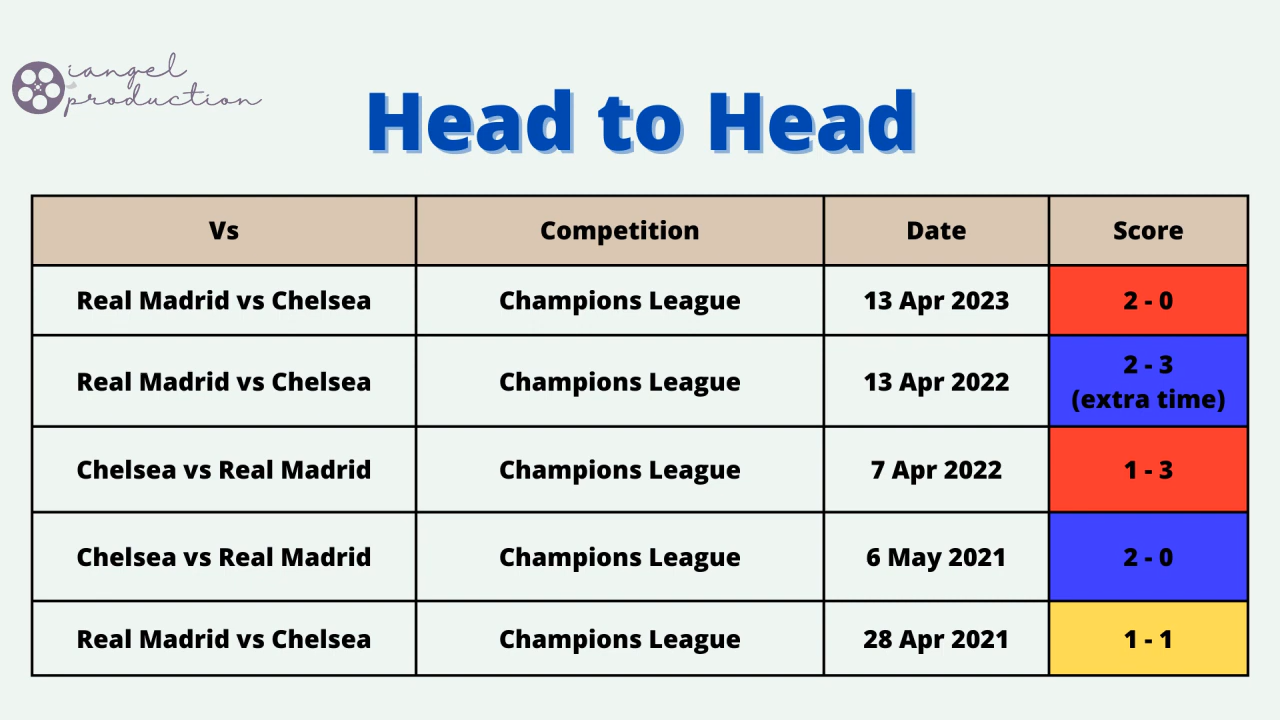 iangel
production
Head to Head
Vs Competition Date Score
Real Madrid vs Chelsea Champions League 13 Apr 2023 2 - 0
Real Madrid vs Chelsea Champions League 13 Apr 2022 2 - 3
(extra time)
Chelsea vs Real Madrid Champions League 7 Apr 2022 1 - 3
Chelsea vs Real Madrid Champions League 6 May 2021 2 - 0
Real Madrid vs Chelsea Champions League 28 Apr 2021 1 - 1